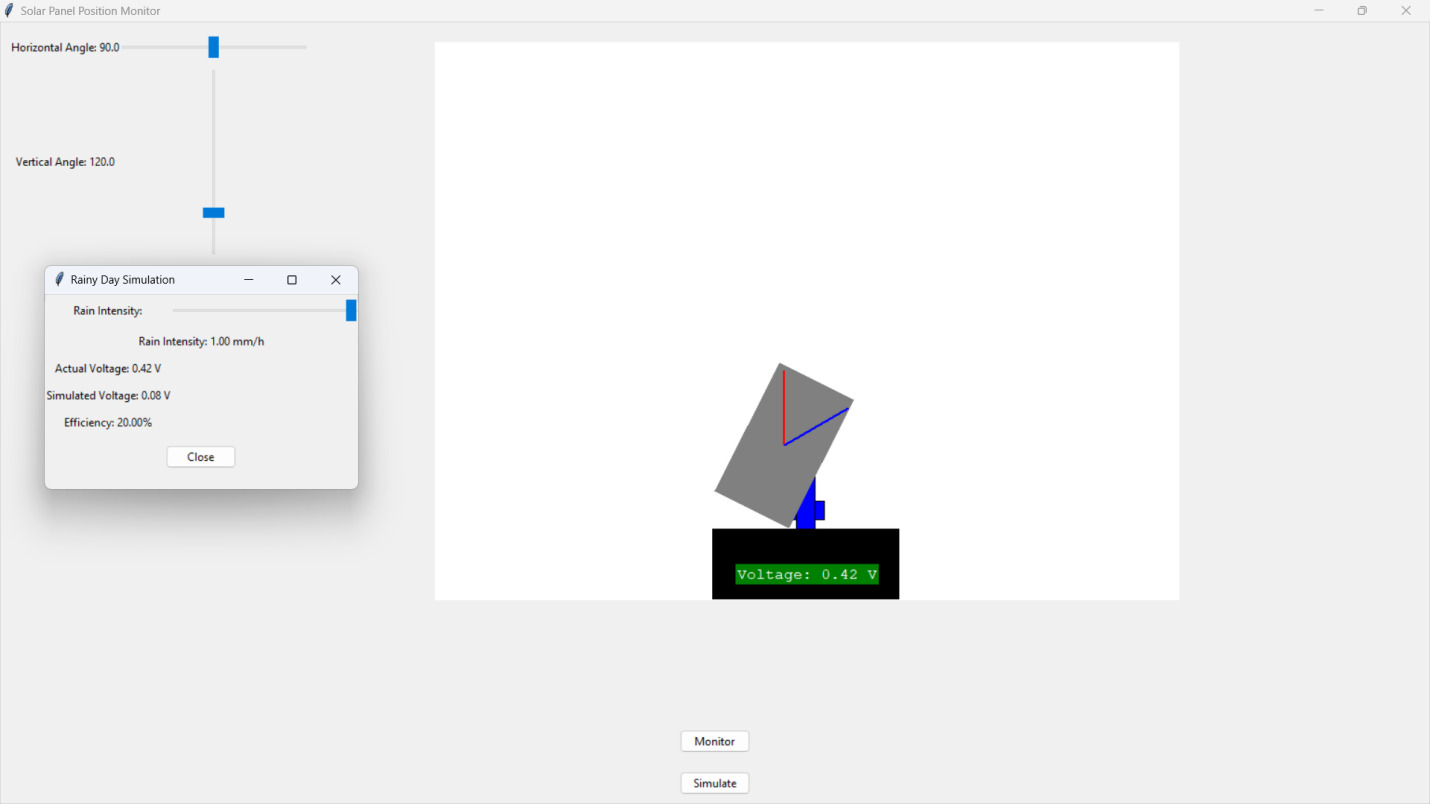 Solar Panel Position Monitor
Horizontal Angle: 90.0
Vertical Angle: 120.0
Rainy Day Simulation
Rain Intensity:
Rain Intensity: 1.00 mm/h
Actual Voltage: 0.42 V
Simulated Voltage: 0.08 V
Efficiency: 20.00%
Close
Voltage: 0.42 V
Monitor
Simulate